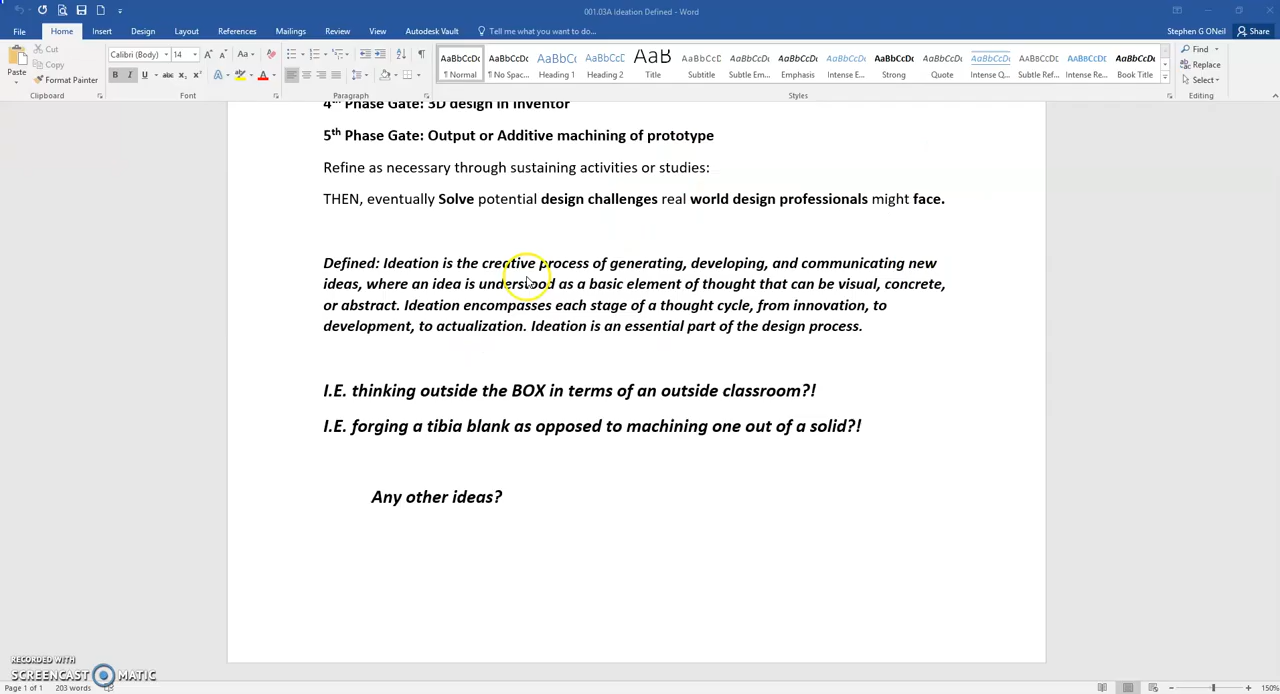 001.03A Ideation Defined - Word
Stephen G ONeil
Share
File Home Insert Design Layout References Mailings Review View Autodesk Vault Tell me what you want to do...
Paste
Cut
Copy
Format Painter
Clipboard
Calibri (Body) 14
Font
Paragraph
AaBbCcDc AaBbCcDc AaBbC( AaBbCcC AaB AaBbCcC AaBbCcDc AaBbCcDc AaBbCcDc AaBbCcDc AaBbCcDc AaBbCcDc AaBbCcDc AaBbCcDc AaBbCcDc
¶ Normal ¶ No Spac... Heading 1 Heading 2 Title Subtitle Subtle Em... Emphasis Intense E... Strong Quote Intense Q... Subtle Ref... Intense Re... Book Title
Styles
Find
Replace
Select
Editing
4th Phase Gate: 3D design in Inventor
5th Phase Gate: Output or Additive machining of prototype
Refine as necessary through sustaining activities or studies:
THEN, eventually Solve potential design challenges real world design professionals might face.
Defined: Ideation is the creative process of generating, developing, and communicating new
ideas, where an idea is understood as a basic element of thought that can be visual, concrete,
or abstract. Ideation encompasses each stage of a thought cycle, from innovation, to
development, to actualization. Ideation is an essential part of the design process.
I.E. thinking outside the BOX in terms of an outside classroom?!
I.E. forging a tibia blank as opposed to machining one out of a solid?!
Any other ideas?
RECORDED WITH
SCREENCAST MATIC
Page 1 of 1 203 words
150%